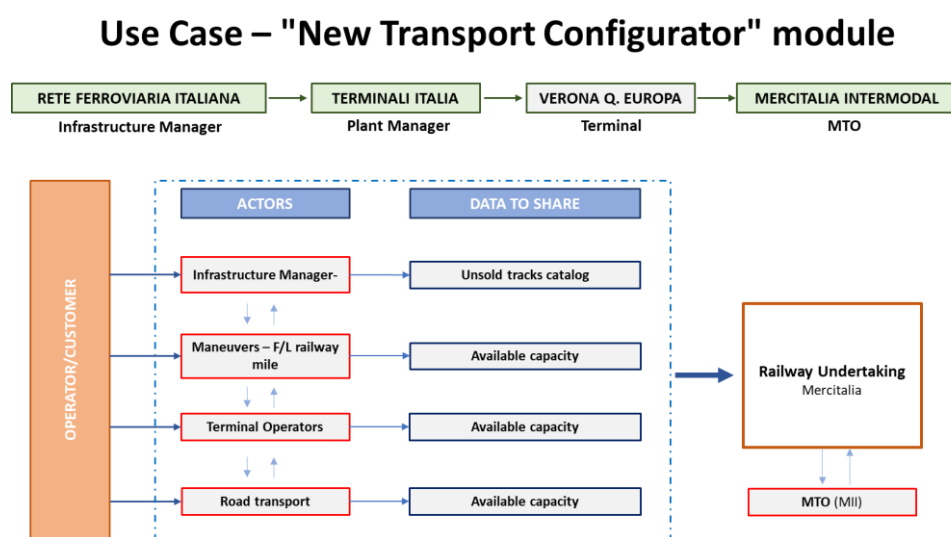 Use Case – "New Transport Configurator" module
RETE FERROVIARIA ITALIANA
TERMINALI ITALIA
VERONA Q. EUROPA
MERCITALIA INTERMODAL
Infrastructure Manager
Plant Manager
Terminal
MTO
OPERATOR/CUSTOMER
ACTORS
DATA TO SHARE
Infrastructure Manager-
Unsold tracks catalog
Maneuvers – F/L railway
mile
Available capacity
Terminal Operators
Available capacity
Road transport
Available capacity
Railway Undertaking
Mercitalia
MTO (MII)